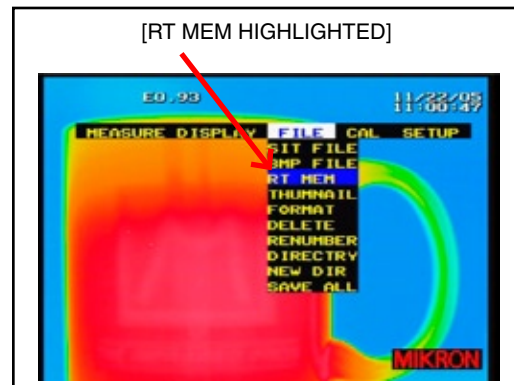 [RT MEM HIGHLIGHTED]
E0.93 11/22/05
11:00:47
MEASURE DISPLAY FILE CAL SETUP
SIT FILE
BMP FILE
RT MEM
THUMNAIL
FORMAT
DELETE
RENUMBER
DIRECTRY
NEW DIR
SAVE ALL
MIKRON